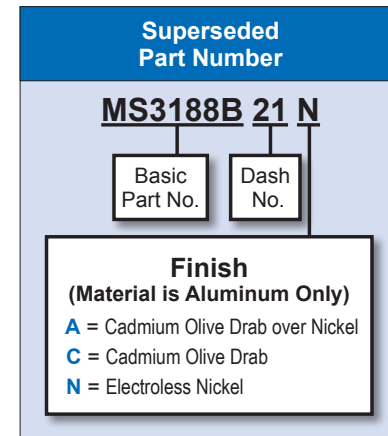 Superseded
Part Number
MS3188B 21 N
Basic
Part No.
Dash
No.
Finish
(Material is Aluminum Only)
A = Cadmium Olive Drab over Nickel
C = Cadmium Olive Drab
N = Electroless Nickel